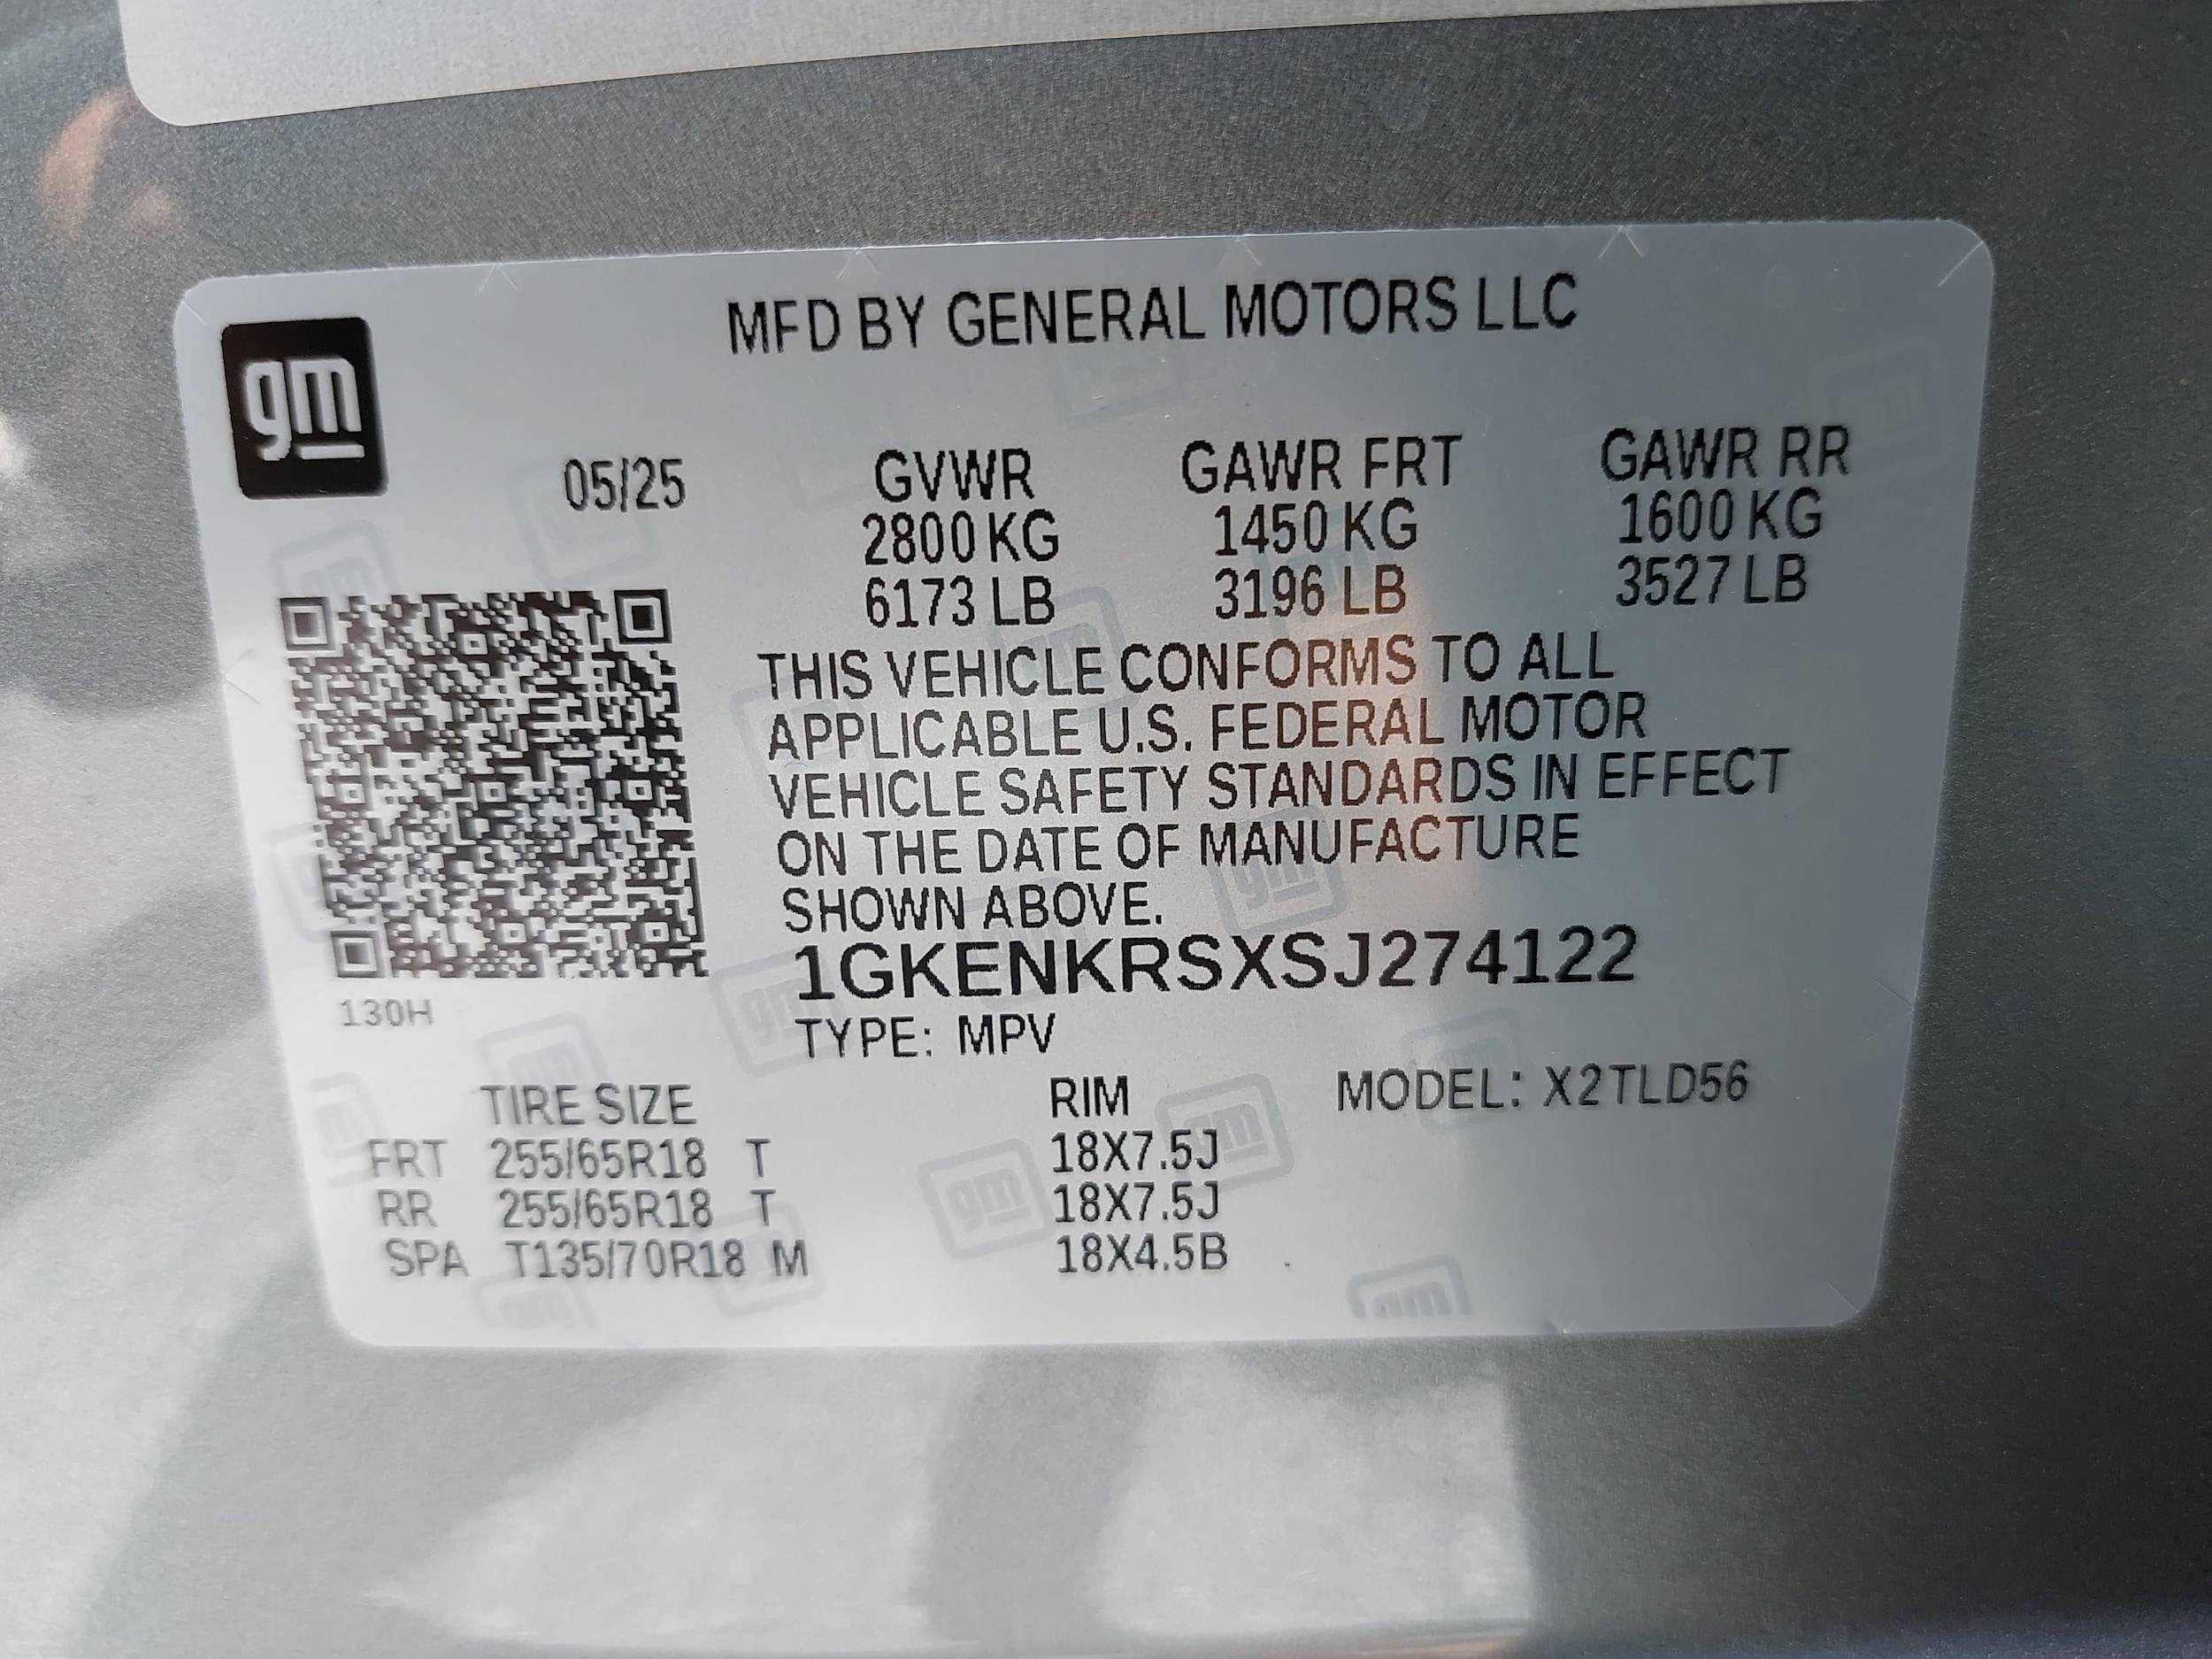 MFD BY GENERAL MOTORS LLC
gm
05/25 GVWR GAWR FRT GAWR RR
2800 KG 1450 KG 1600 KG
6173 LB 3196 LB 3527 LB
THIS VEHICLE CONFORMS TO ALL
APPLICABLE U.S. FEDERAL MOTOR
VEHICLE SAFETY STANDARDS IN EFFECT
ON THE DATE OF MANUFACTURE
SHOWN ABOVE.
1GKENKRSXSJ274122
130H
TYPE: MPV
TIRE SIZE RIM MODEL: X2TLD56
FRT 255/65R18 T 18X7.5J
RR 255/65R18 T 18X7.5J
SPA T135/70R18 M 18X4.5B